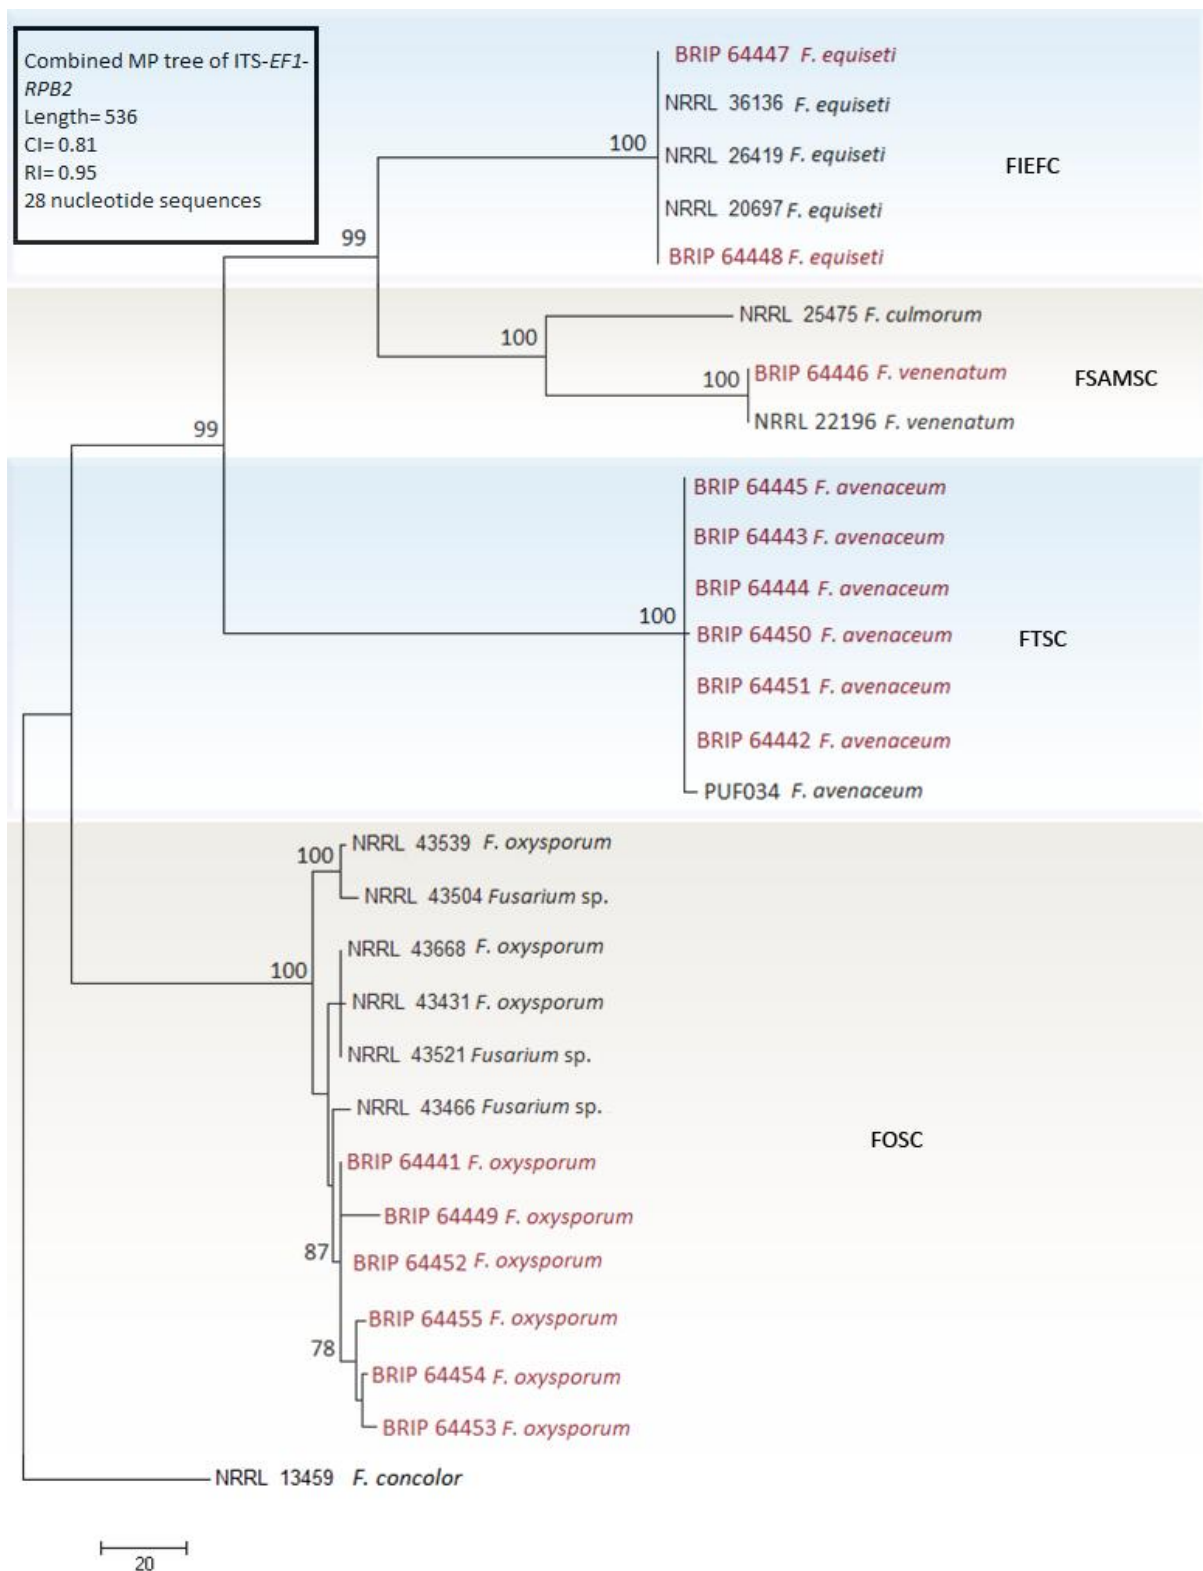 Combined MP tree of ITS-EF1-
RPB2
Length= 536
CI= 0.81
RI= 0.95
28 nucleotide sequences
BRIP 64447 F. equiseti
NRRL 36136 F. equiseti
100
NRRL 26419 F. equiseti
FIEFC
NRRL 20697 F. equiseti
99
BRIP 64448 F. equiseti
NRRL 25475 F. culmorum
100
BRIP 64446 F. venenatum
100
FSAMSC
NRRL 22196 F. venenatum
99
BRIP 64445 F. avenaceum
BRIP 64443 F. avenaceum
BRIP 64444 F. avenaceum
100
BRIP 64450 F. avenaceum
FTSC
BRIP 64451 F. avenaceum
BRIP 64442 F. avenaceum
PUF034 F. avenaceum
NRRL 43539 F. oxysporum
100
NRRL 43504 Fusarium sp.
NRRL 43668 F. oxysporum
100
NRRL 43431 F. oxysporum
NRRL 43521 Fusarium sp.
NRRL 43466 Fusarium sp.
FOSC
BRIP 64441 F. oxysporum
BRIP 64449 F. oxysporum
87
BRIP 64452 F. oxysporum
BRIP 64455 F. oxysporum
78
BRIP 64454 F. oxysporum
BRIP 64453 F. oxysporum
NRRL 13459 F. concolor
20